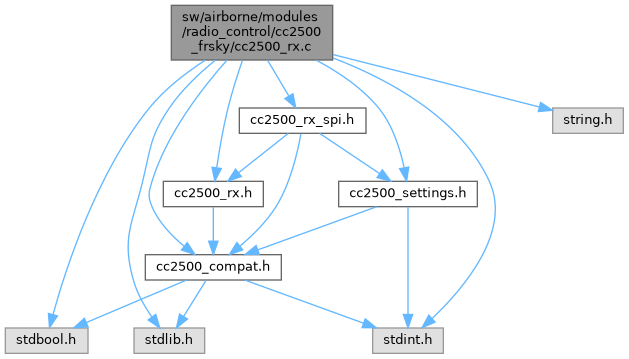 sw/airborne/modules
/radio_control/cc2500
_frsky/cc2500_rx.c
cc2500_rx_spi.h
string.h
cc2500_rx.h
cc2500_settings.h
cc2500_compat.h
stdbool.h
stdlib.h
stdint.h